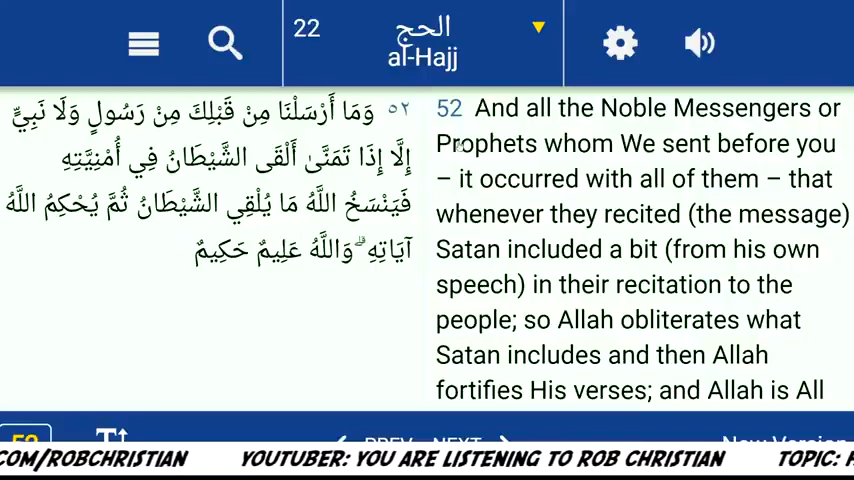 22
الحج
al-Hajj
٥٢ وَمَا أَرْسَلْنَا مِنْ قَبْلِكَ مِنْ رَسُولٍ وَلَا نَبِيٍّ
إِلَّا إِذَا تَمَنَّىٰ أَلْقَى الشَّيْطَانُ فِي أُمْنِيَّتِهِ
فَيَنْسَخُ اللَّهُ مَا يُلْقِي الشَّيْطَانُ ثُمَّ يُحْكِمُ اللَّهُ
آيَاتِهِ ۗ وَاللَّهُ عَلِيمٌ حَكِيمٌ
52 And all the Noble Messengers or
Prophets whom We sent before you
– it occurred with all of them – that
whenever they recited (the message)
Satan included a bit (from his own
speech) in their recitation to the
people; so Allah obliterates what
Satan includes and then Allah
fortifies His verses; and Allah is All
52
PREV NEXT
New Version
COM/ROBCHRISTIAN YOUTUBER: YOU ARE LISTENING TO ROB CHRISTIAN TOPIC: